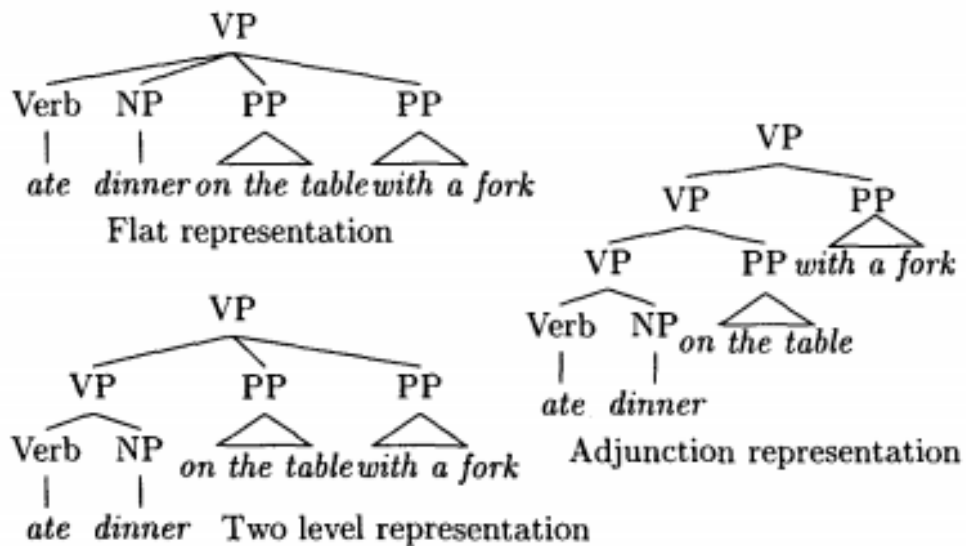 VP
Verb NP PP PP
ate dinner on the table with a fork
Flat representation
VP
VP PP
VP PP with a fork
Verb NP on the table
ate dinner
Adjunction representation
VP
VP PP PP
Verb NP on the table with a fork
ate dinner Two level representation